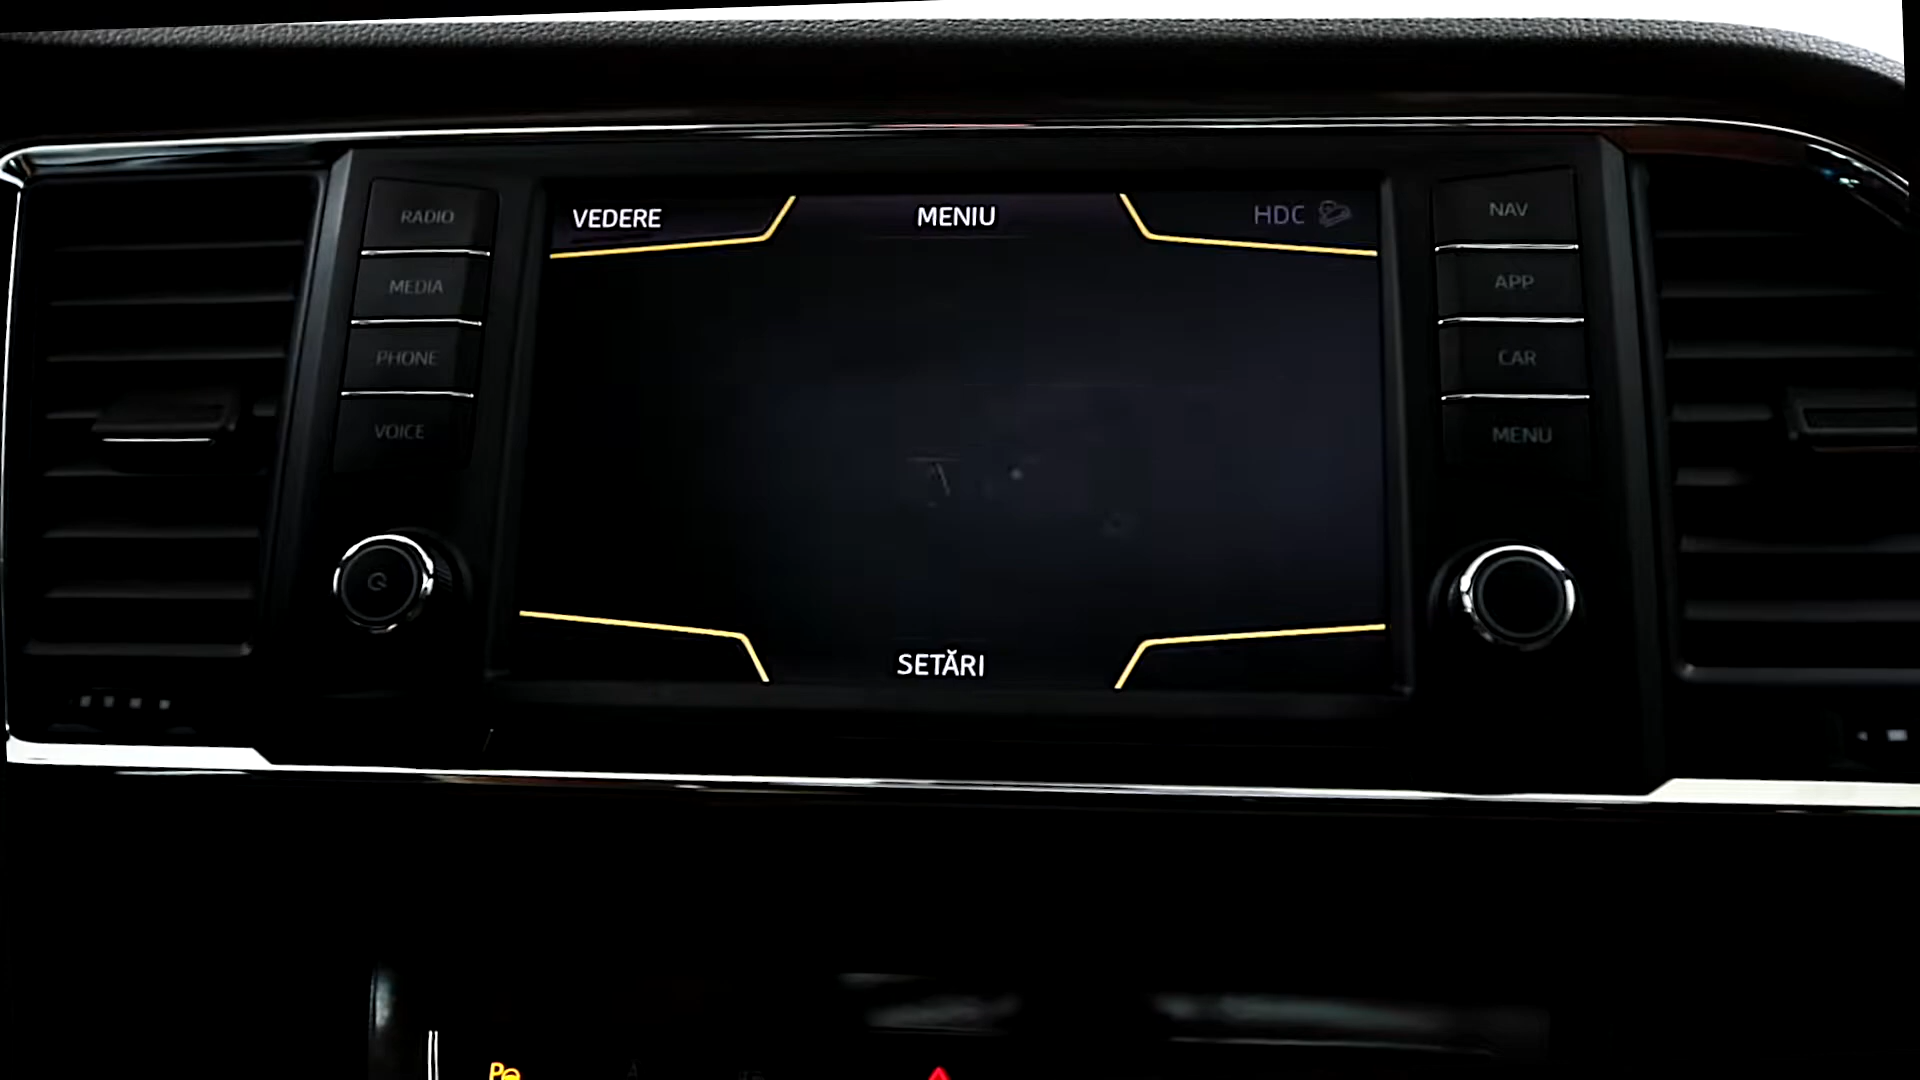 VEDERE
MENIU
HDC
RADIO
MEDIA
PHONE
VOICE
NAV
APP
CAR
MENU
SETĂRI